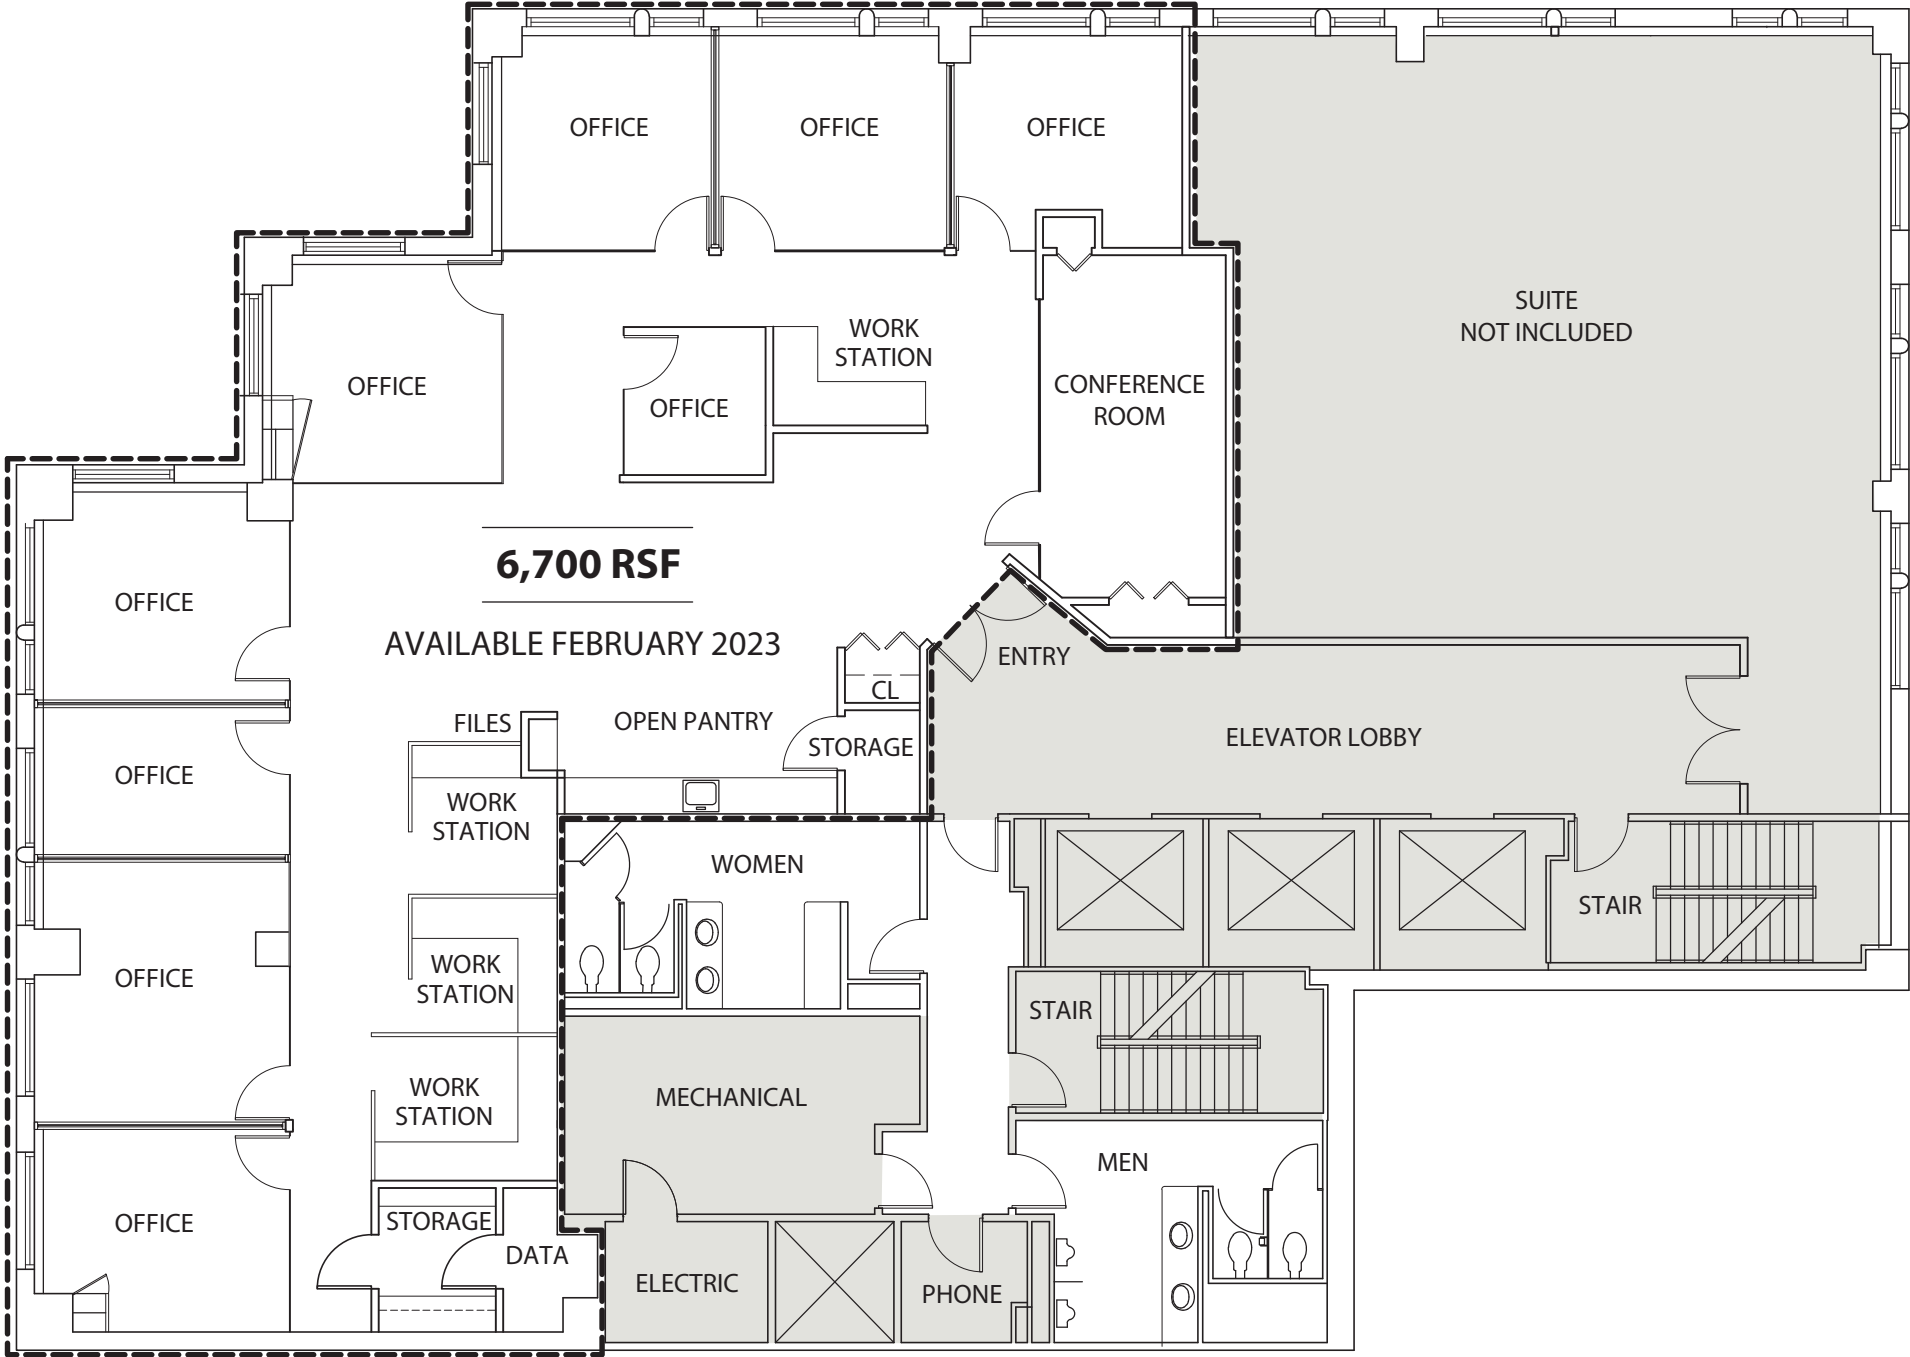 OFFICE
OFFICE
OFFICE
SUITE
NOT INCLUDED
WORK
STATION
OFFICE
OFFICE
CONFERENCE
ROOM
6,700 RSF
AVAILABLE FEBRUARY 2023
OFFICE
ENTRY
CL
FILES
OPEN PANTRY
STORAGE
ELEVATOR LOBBY
OFFICE
WORK
STATION
WOMEN
STAIR
OFFICE
WORK
STATION
STAIR
MECHANICAL
WORK
STATION
MEN
OFFICE
STORAGE
DATA
ELECTRIC
PHONE